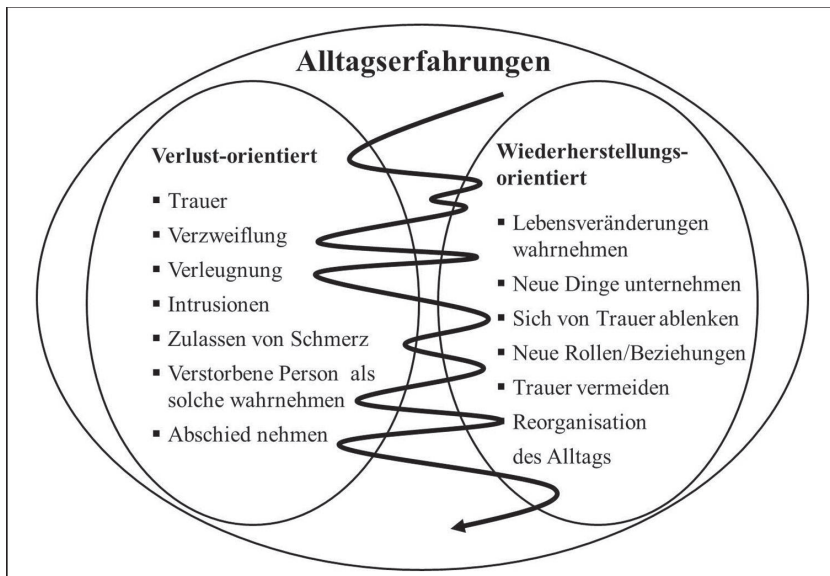 Alltagserfahrungen
Verlust-orientiert
▪ Trauer
▪ Verzweiflung
▪ Verleugnung
▪ Intrusionen
▪ Zulassen von Schmerz
▪ Verstorbene Person als
solche wahrnehmen
▪ Abschied nehmen
Wiederherstellungs-
orientiert
▪ Lebensveränderungen
wahrnehmen
▪ Neue Dinge unternehmen
▪ Sich von Trauer ablenken
▪ Neue Rollen/Beziehungen
▪ Trauer vermeiden
▪ Reorganisation
des Alltags